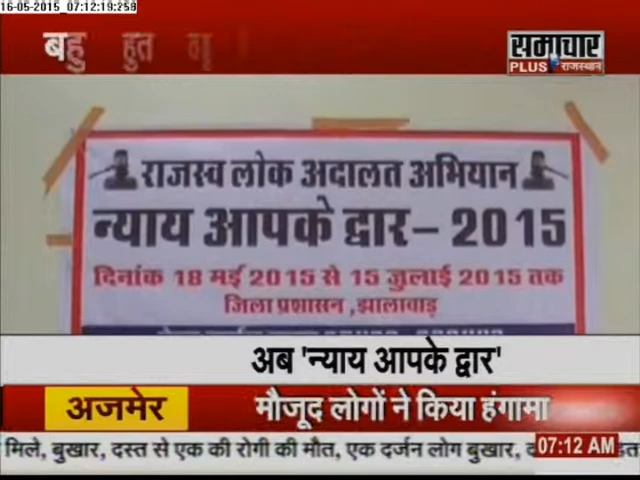 16-05-2015_07:12:19:259
बहु हुत
समाचार
PLUS राजस्थान
राजस्व लोक अदालत अभियान
न्याय आपके द्वार – 2015
दिनांक 18 मई 2015 से 15 जुलाई 2015 तक
जिला प्रशासन ,झालावाड़
अब 'न्याय आपके द्वार'
अजमेर
मौजूद लोगों ने किया हंगामा
मिले, बुखार, दस्त से एक की रोगी की मौत, एक दर्जन लोग बुखार,
07:12 AM